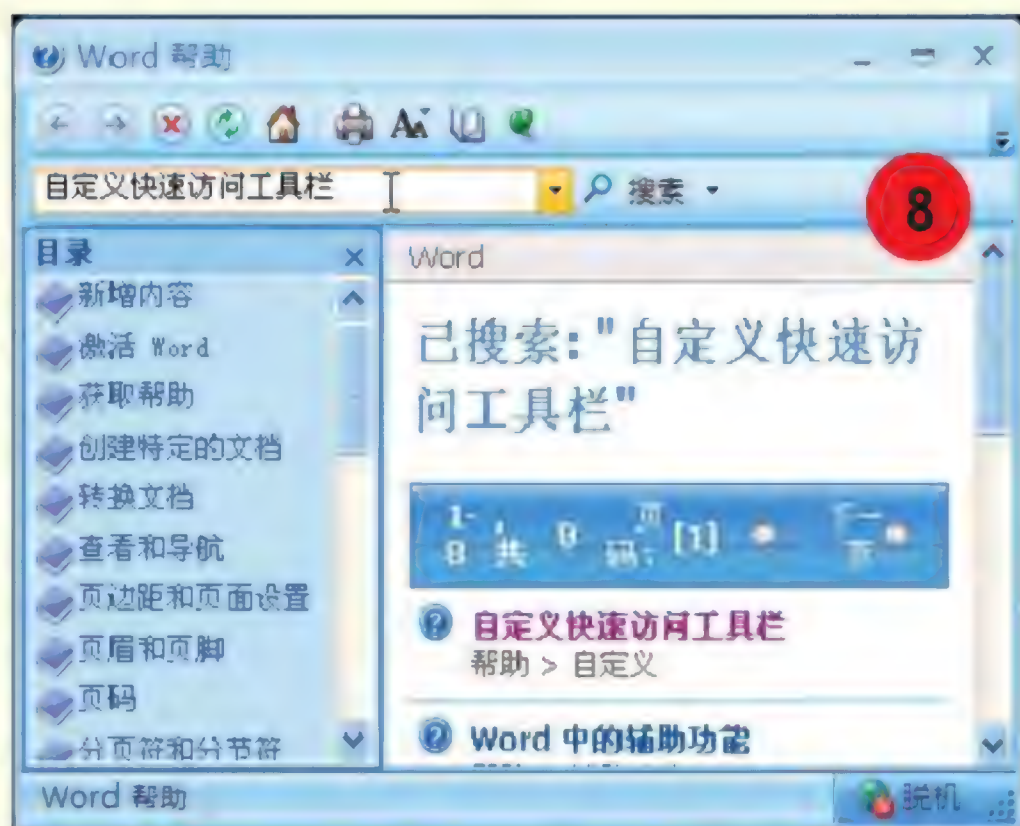 Word 帮助
自定义快速访问工具栏 搜索
8
目录
新增内容
激活 Word
获取帮助
创建特定的文档
转换文档
查看和导航
页边距和页面设置
页眉和页脚
页码
分页符和分节符
Word
已搜索:"自定义快速访
问工具栏"
[1]
自定义快速访问工具栏
帮助 > 自定义
Word 中的辅助功能
Word 帮助
脱机